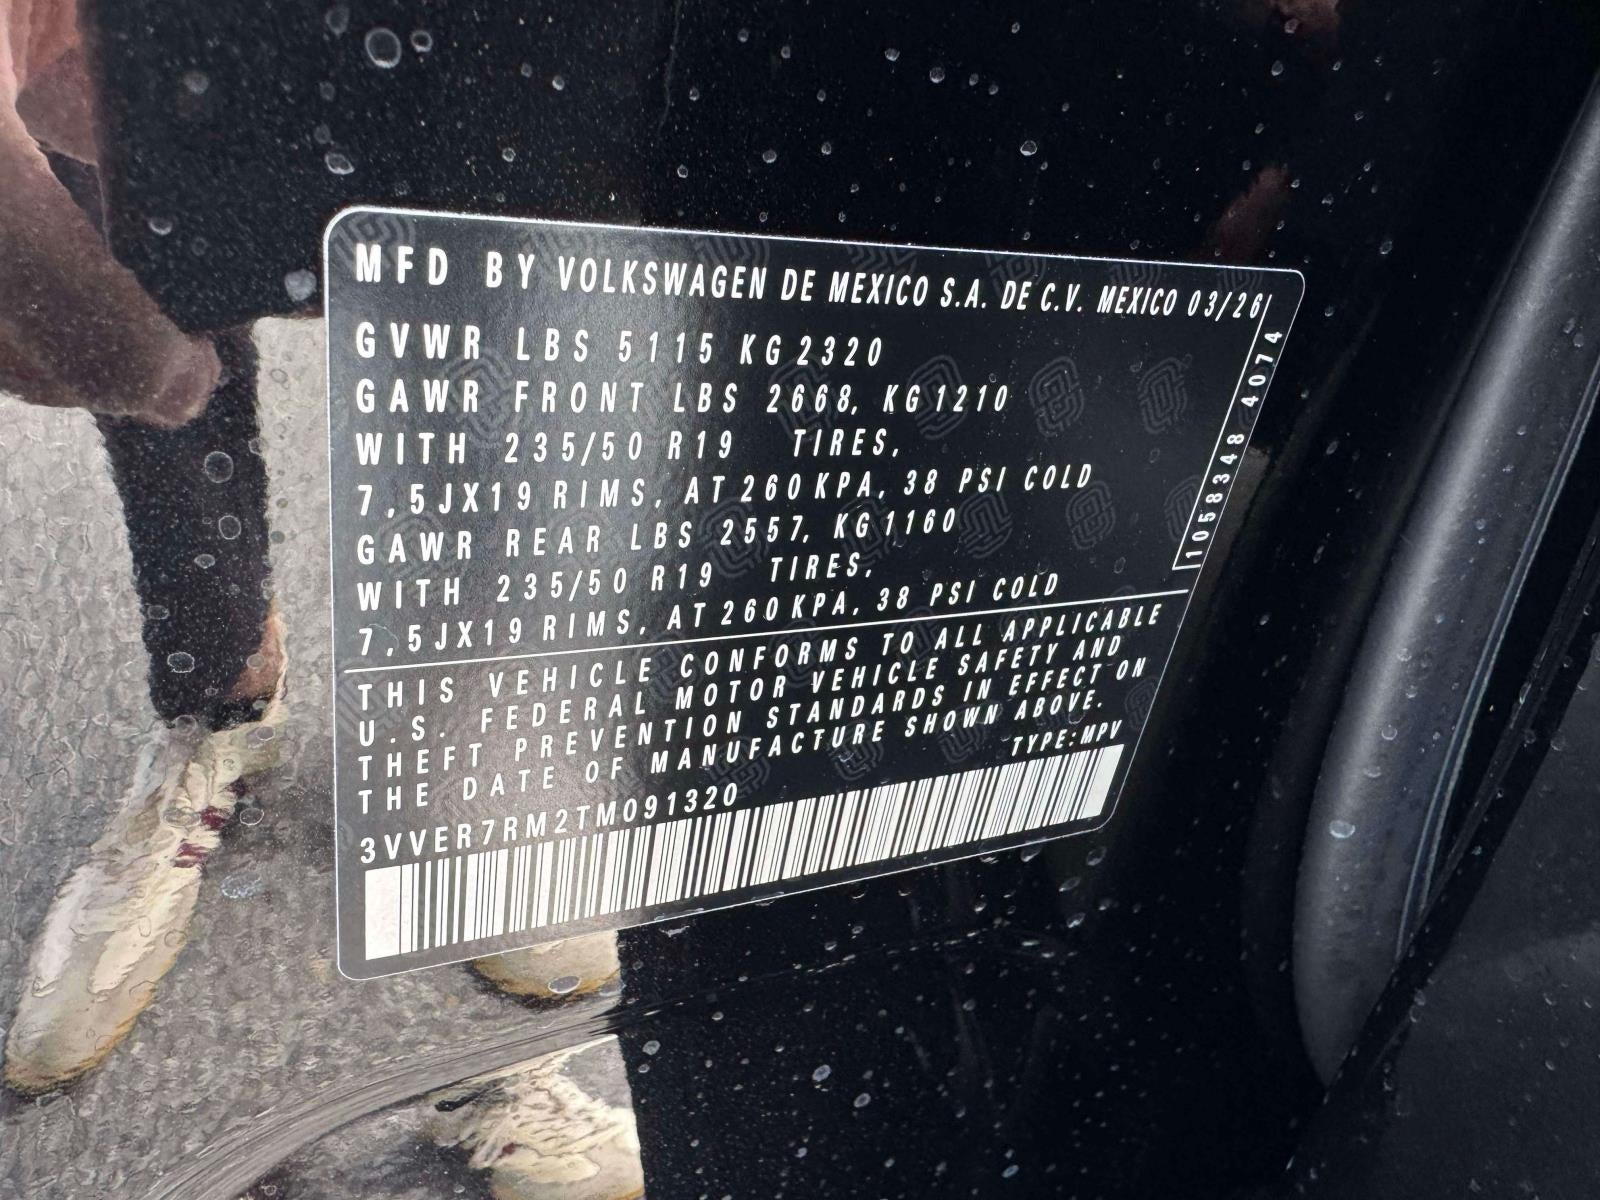 MFD BY VOLKSWAGEN DE MEXICO S.A. DE C.V. MEXICO 03/26
GVWR LBS 5115 KG 2320
GAWR FRONT LBS 2668, KG 1210
WITH 235/50 R19 TIRES,
7,5JX19 RIMS, AT 260 KPA, 38 PSI COLD
GAWR REAR LBS 2557, KG 1160
WITH 235/50 R19 TIRES,
7,5JX19 RIMS, AT 260 KPA, 38 PSI COLD
1058348 4074
THIS VEHICLE CONFORMS TO ALL APPLICABLE
U.S. FEDERAL MOTOR VEHICLE SAFETY AND
THEFT PREVENTION STANDARDS IN EFFECT ON
THE DATE OF MANUFACTURE SHOWN ABOVE.
TYPE:MPV
3VVER7RM2TM091320